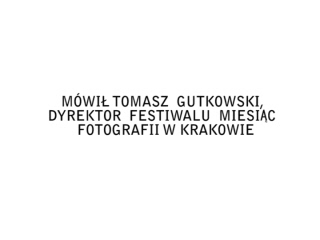 MÓWIŁ TOMASZ GUTKOWSKI,
DYREKTOR FESTIWALU MIESIĄC
FOTOGRAFII W KRAKOWIE